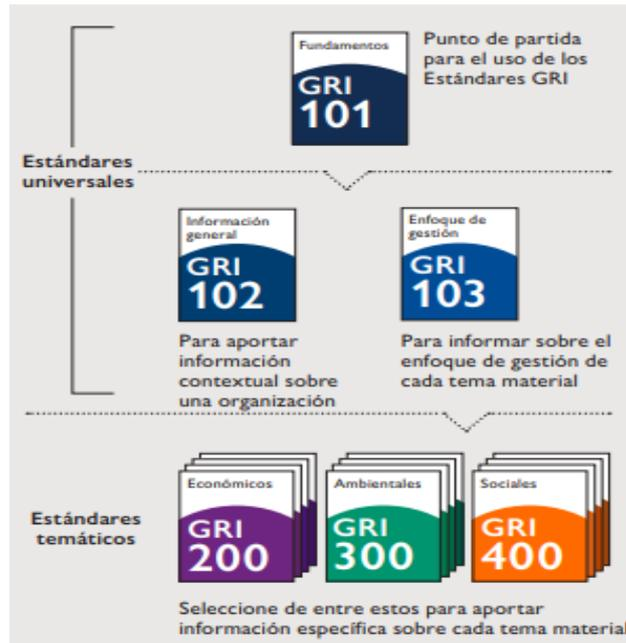 Fundamentos
GRI
101
Punto de partida
para el uso de los
Estándares GRI
Estándares
universales
Información
general
GRI
102
Enfoque de
gestión
GRI
103
Para aportar
información
contextual sobre
una organización
Para informar sobre el
enfoque de gestión de
cada tema material
Estándares
temáticos
Económicos
GRI
200
Ambientales
GRI
300
Sociales
GRI
400
Seleccione de entre estos para aportar
información específica sobre cada tema material